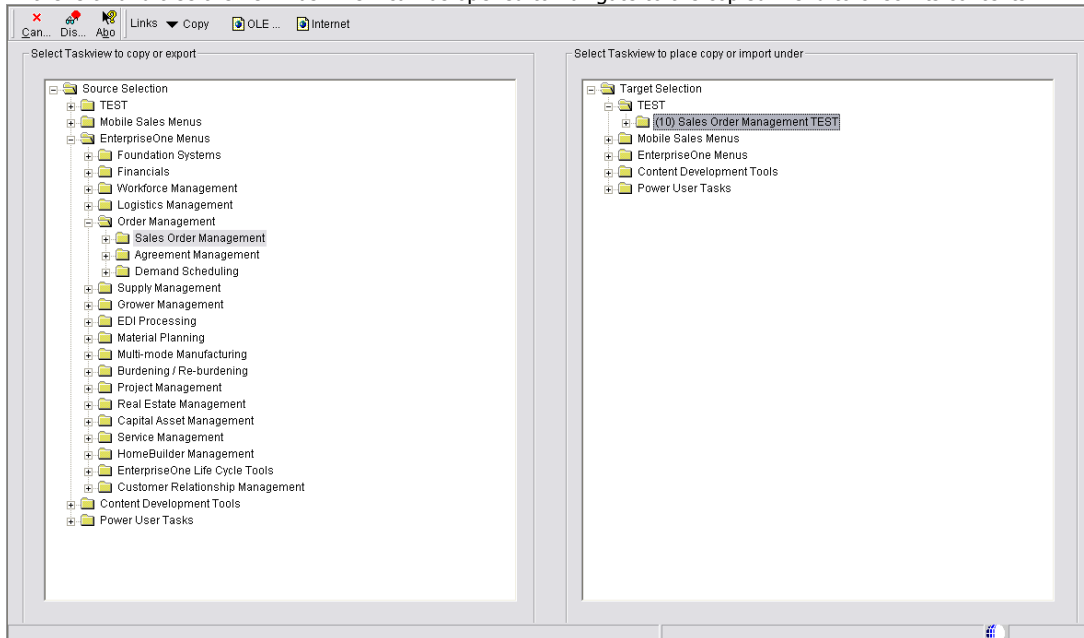 Can... Dis... Abo Links Copy OLE ... Internet
Select Taskview to copy or export
Source Selection
TEST
Mobile Sales Menus
EnterpriseOne Menus
Foundation Systems
Financials
Workforce Management
Logistics Management
Order Management
Sales Order Management
Agreement Management
Demand Scheduling
Supply Management
Grower Management
EDI Processing
Material Planning
Multi-mode Manufacturing
Burdening / Re-burdening
Project Management
Real Estate Management
Capital Asset Management
Service Management
HomeBuilder Management
EnterpriseOne Life Cycle Tools
Customer Relationship Management
Content Development Tools
Power User Tasks
Select Taskview to place copy or import under
Target Selection
TEST
(10) Sales Order Management TEST
Mobile Sales Menus
EnterpriseOne Menus
Content Development Tools
Power User Tasks